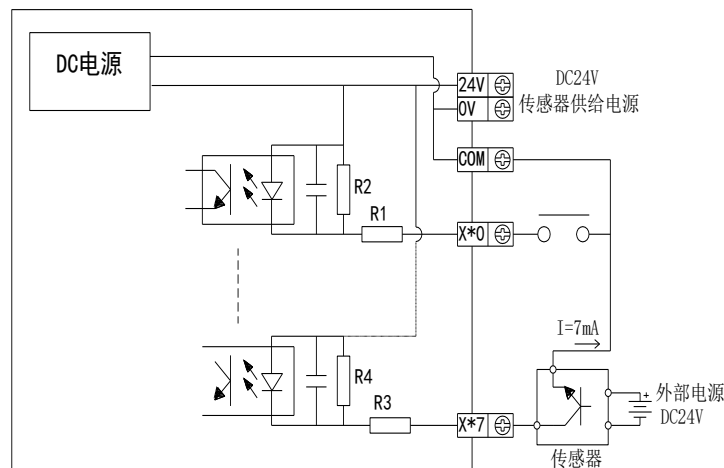 DC电源
24V
DC24V
传感器供给电源
0V
COM
R2
R1
X*0
I=7mA
R4
R3
X*7
+
外部电源
DC24V
传感器